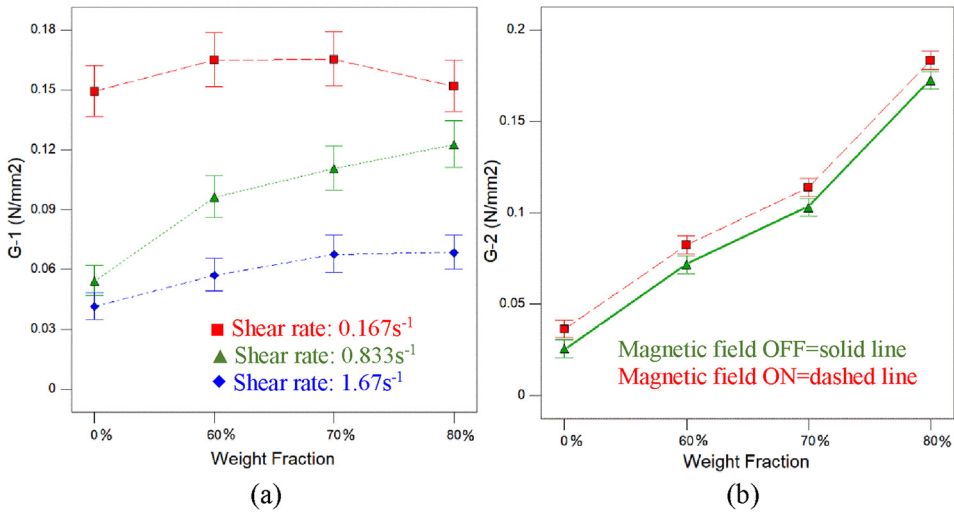 G-1 (N/mm2)
0.18
0.15
0.12
0.09
0.06
0.03
0
Shear rate: 0.167s-1
Shear rate: 0.833s-1
Shear rate: 1.67s-1
0% 60% 70% 80%
Weight Fraction
(a)
G-2 (N/mm2)
0.2
0.15
0.1
0.05
0
Magnetic field OFF=solid line
Magnetic field ON=dashed line
0% 60% 70% 80%
Weight Fraction
(b)